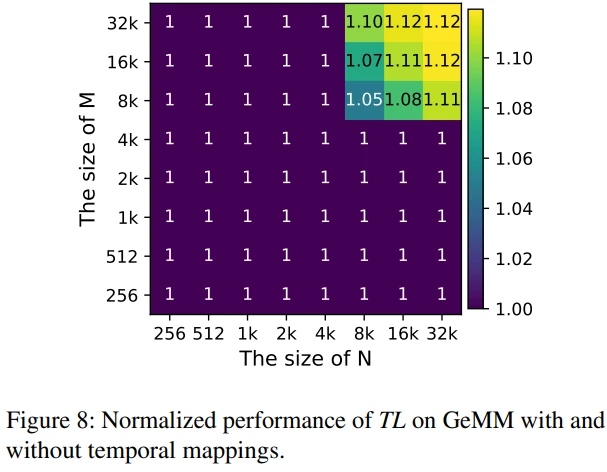 32k 1 1 1 1 1 1.10 1.12 1.12
16k 1 1 1 1 1 1.07 1.11 1.12
8k 1 1 1 1 1 1.05 1.08 1.11
4k 1 1 1 1 1 1 1 1
2k 1 1 1 1 1 1 1 1
1k 1 1 1 1 1 1 1 1
512 1 1 1 1 1 1 1 1
256 1 1 1 1 1 1 1 1
256 512 1k 2k 4k 8k 16k 32k
The size of N
The size of M
1.10
1.08
1.06
1.04
1.02
1.00
Figure 8: Normalized performance of TL on GeMM with and
without temporal mappings.